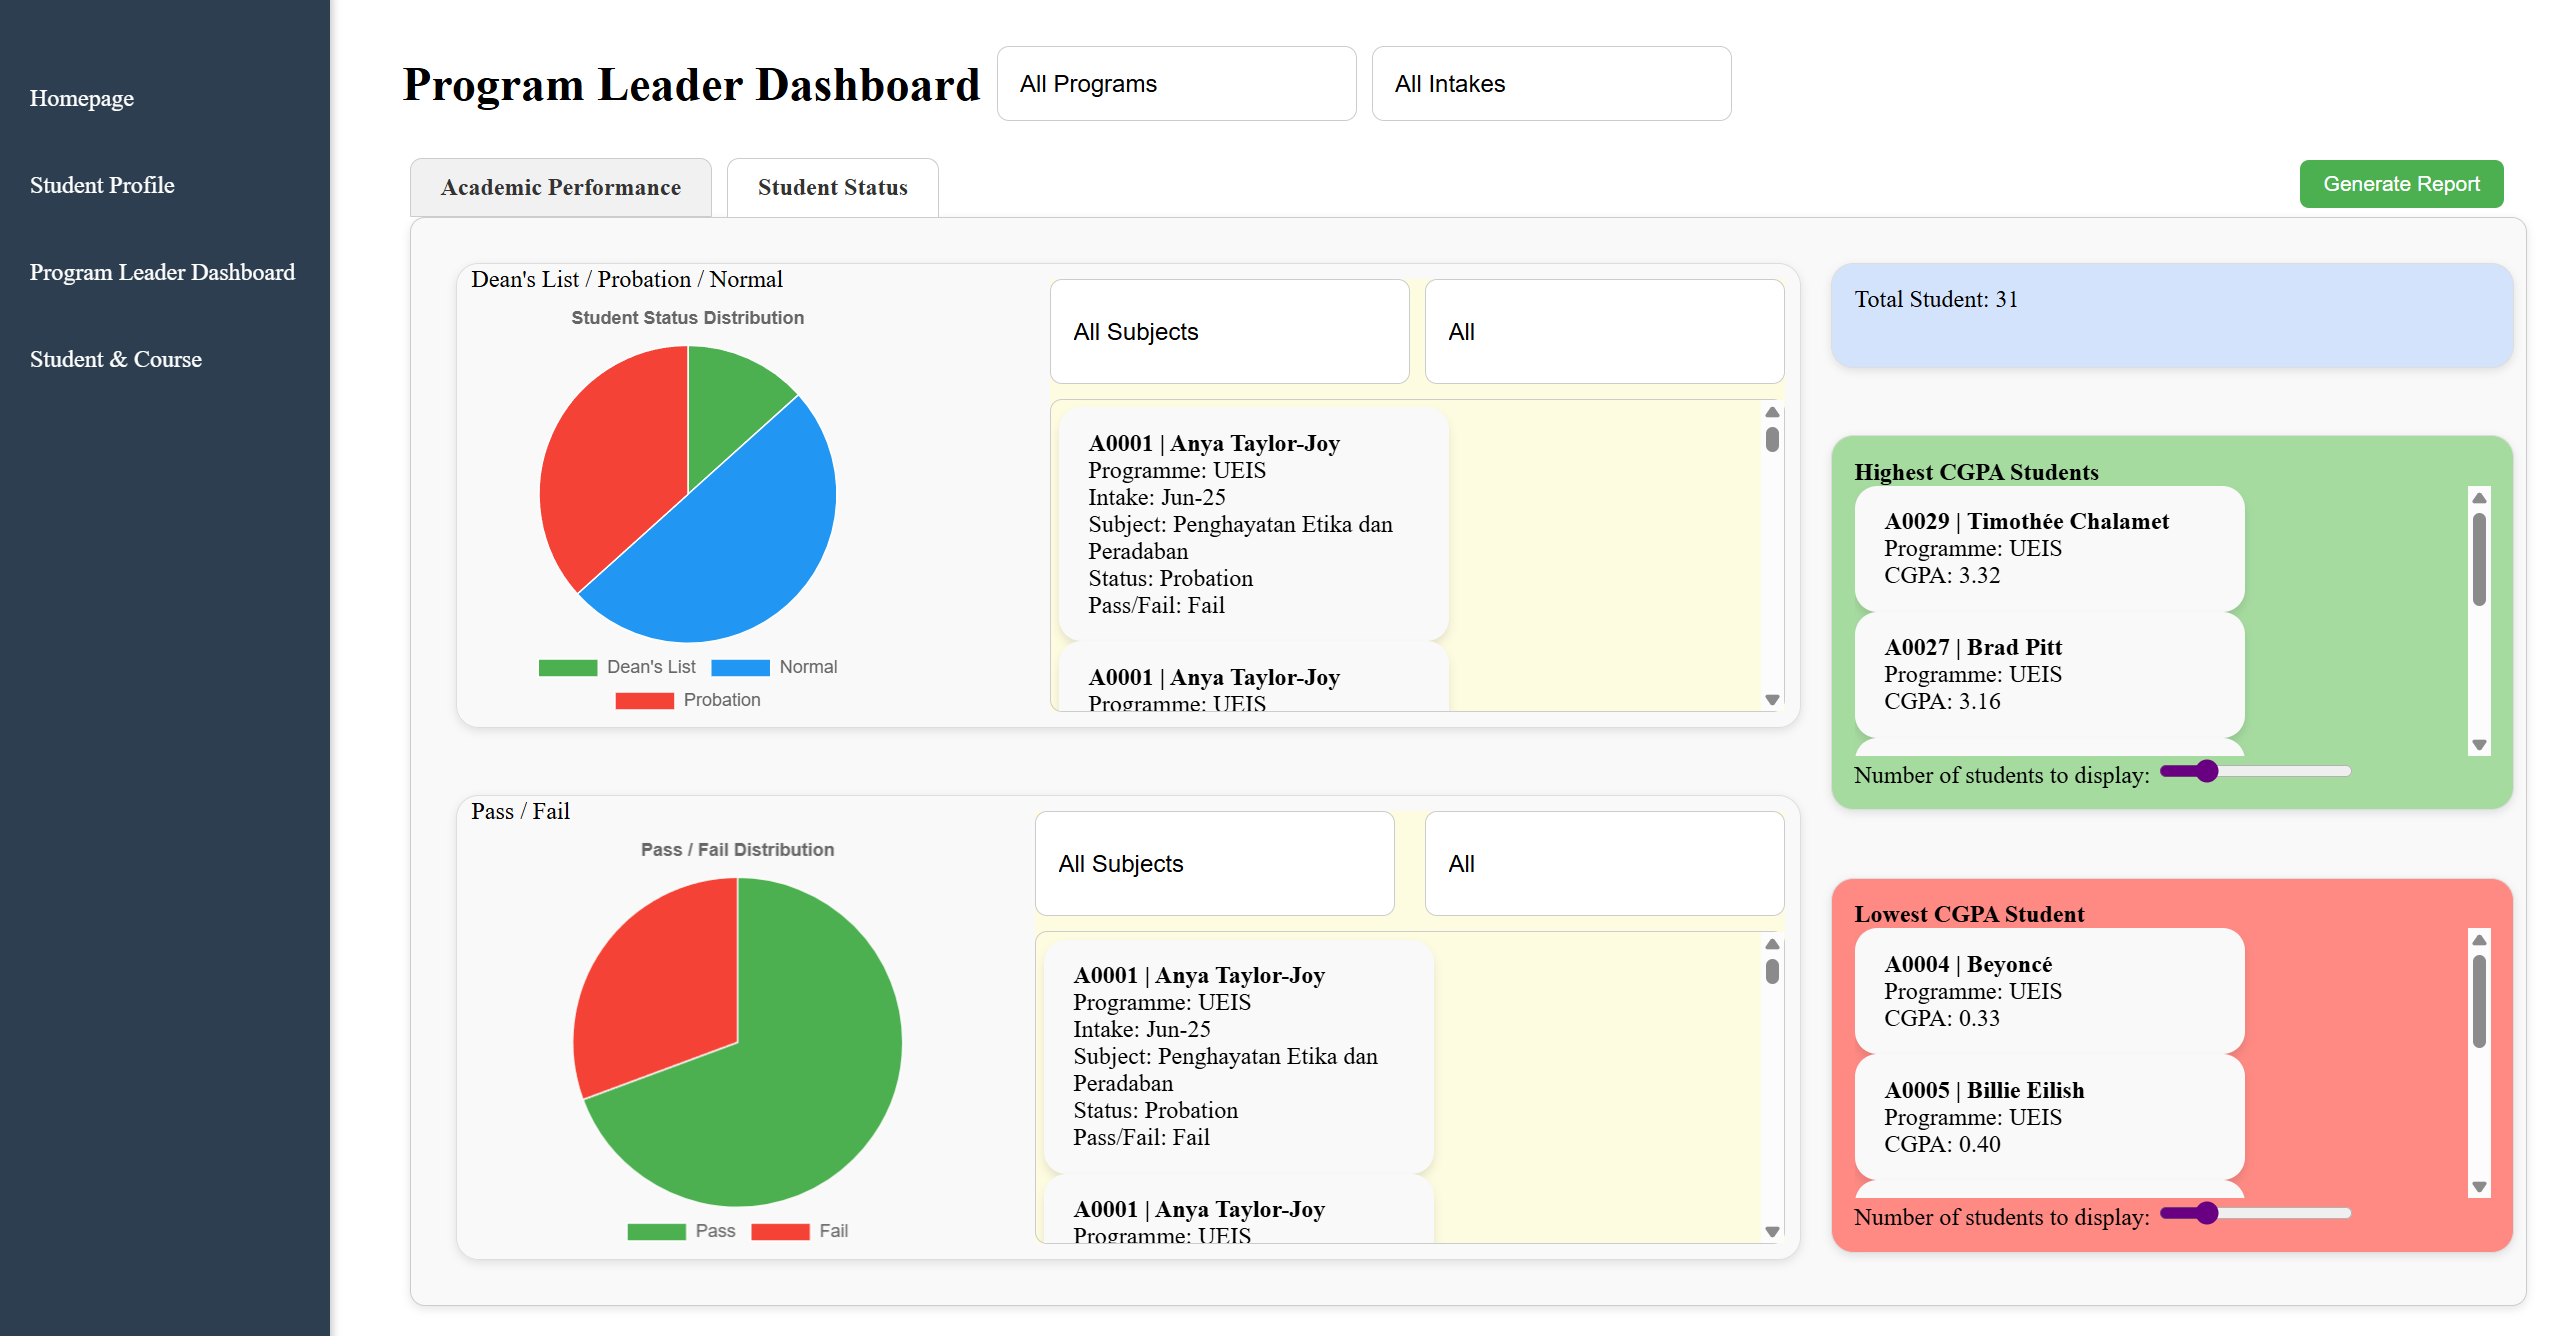 Homepage
Student Profile
Program Leader Dashboard
Student & Course
Program Leader Dashboard
All Programs
All Intakes
Academic Performance
Student Status
Generate Report
Dean's List / Probation / Normal
Student Status Distribution
Dean's List
Normal
Probation
All Subjects
All
A0001 | Anya Taylor-Joy
Programme: UEIS
Intake: Jun-25
Subject: Penghayatan Etika dan
Peradaban
Status: Probation
Pass/Fail: Fail
A0001 | Anya Taylor-Joy
Programme: UEIS
Pass / Fail
Pass / Fail Distribution
Pass
Fail
All Subjects
All
A0001 | Anya Taylor-Joy
Programme: UEIS
Intake: Jun-25
Subject: Penghayatan Etika dan
Peradaban
Status: Probation
Pass/Fail: Fail
A0001 | Anya Taylor-Joy
Programme: UEIS
Total Student: 31
Highest CGPA Students
A0029 | Timothée Chalamet
Programme: UEIS
CGPA: 3.32
A0027 | Brad Pitt
Programme: UEIS
CGPA: 3.16
Number of students to display:
Lowest CGPA Student
A0004 | Beyoncé
Programme: UEIS
CGPA: 0.33
A0005 | Billie Eilish
Programme: UEIS
CGPA: 0.40
Number of students to display: